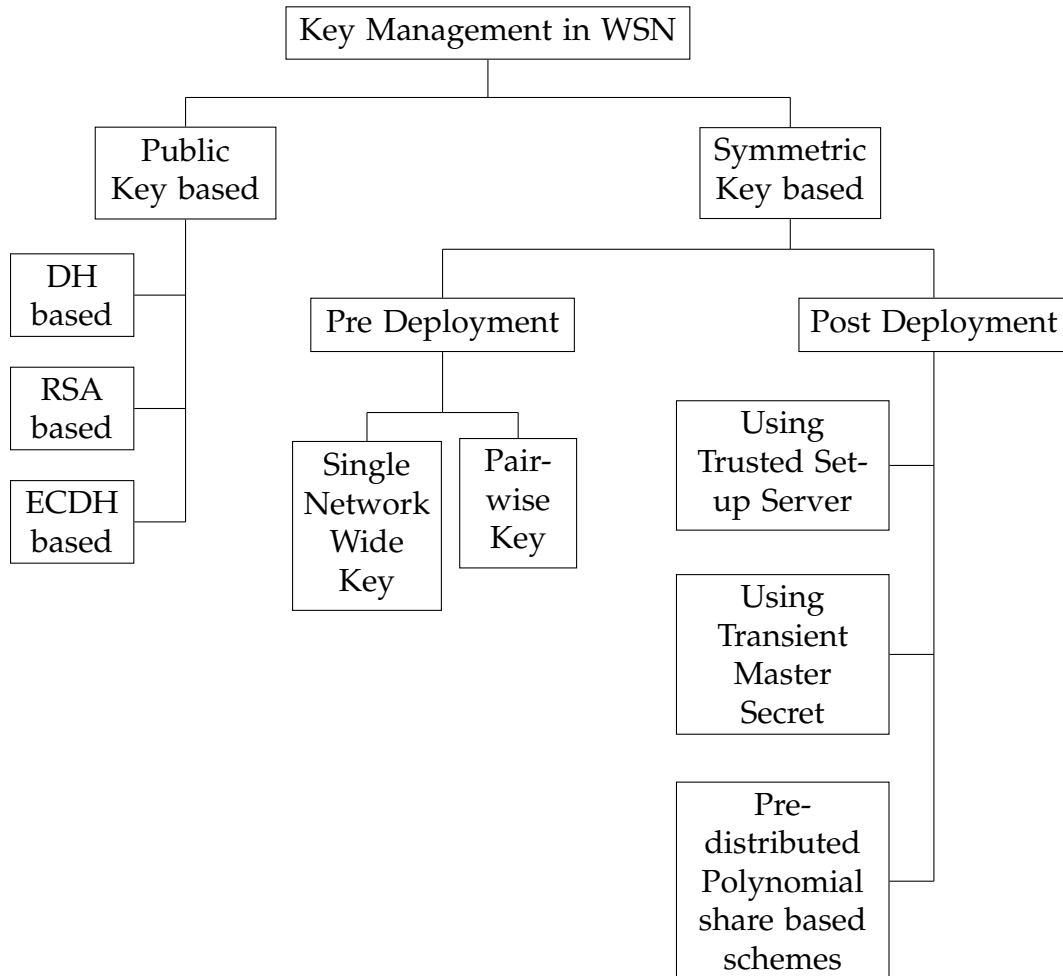 Key Management in WSN
Public
Key based
Symmetric
Key based
DH
based
RSA
based
ECDH
based
Pre Deployment
Post Deployment
Single
Network
Wide
Key
Pair-
wise
Key
Using
Trusted Set-
up Server
Using
Transient
Master
Secret
Pre-
distributed
Polynomial
share based
schemes